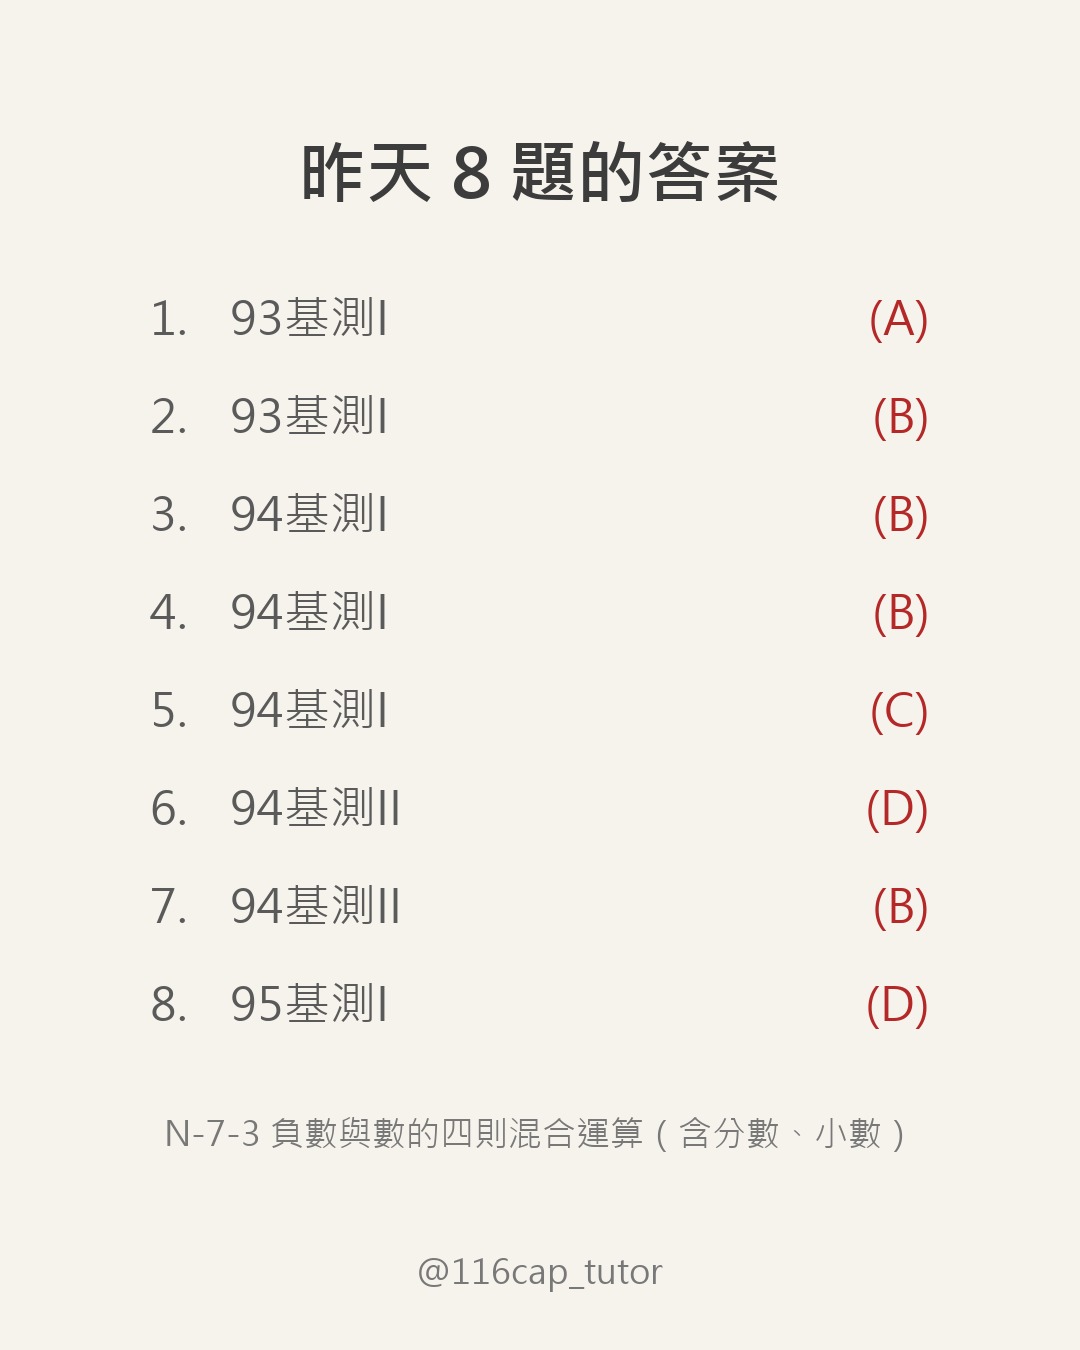 昨天 8 題的答案
1. 93基測I (A)
2. 93基測I (B)
3. 94基測I (B)
4. 94基測I (B)
5. 94基測I (C)
6. 94基測II (D)
7. 94基測II (B)
8. 95基測I (D)
N-7-3 負數與數的四則混合運算（含分數、小數）
@116cap_tutor